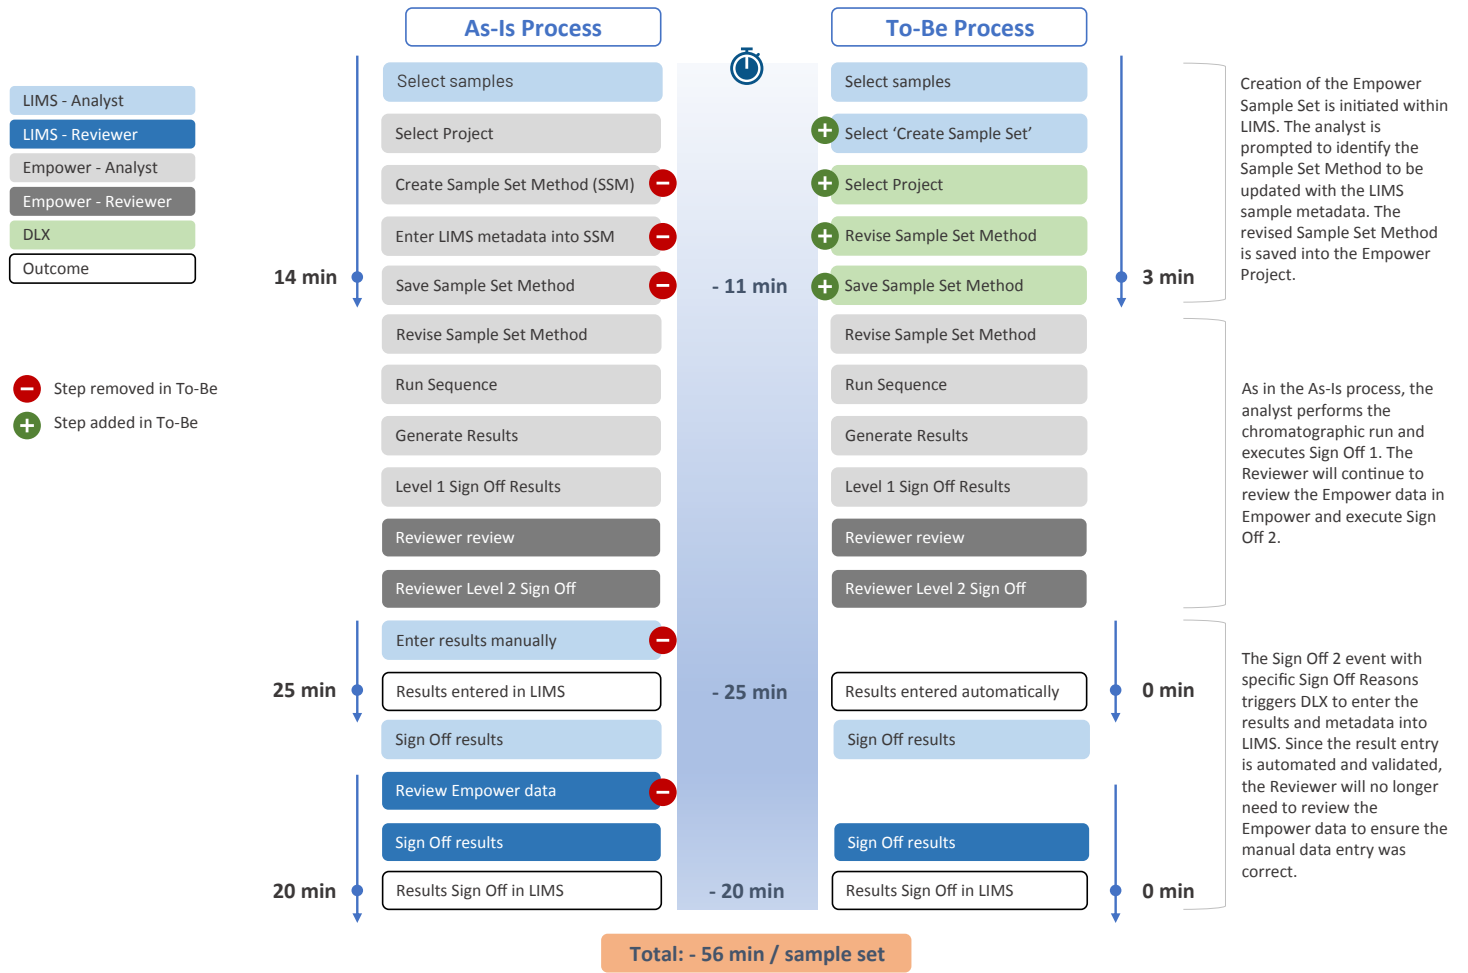 As-Is Process
To-Be Process
LIMS - Analyst
LIMS - Reviewer
Empower - Analyst
Empower - Reviewer
DLX
Outcome
Step removed in To-Be
Step added in To-Be
14 min
25 min
20 min
Select samples
Select Project
Create Sample Set Method (SSM)
Enter LIMS metadata into SSM
Save Sample Set Method
Revise Sample Set Method
Run Sequence
Generate Results
Level 1 Sign Off Results
Reviewer review
Reviewer Level 2 Sign Off
Enter results manually
Results entered in LIMS
Sign Off results
Review Empower data
Sign Off results
Results Sign Off in LIMS
- 11 min
- 25 min
- 20 min
Select samples
Select ‘Create Sample Set’
Select Project
Revise Sample Set Method
Save Sample Set Method
Revise Sample Set Method
Run Sequence
Generate Results
Level 1 Sign Off Results
Reviewer review
Reviewer Level 2 Sign Off
Results entered automatically
Sign Off results
Sign Off results
Results Sign Off in LIMS
3 min
0 min
0 min
Creation of the Empower
Sample Set is initiated within
LIMS. The analyst is
prompted to identify the
Sample Set Method to be
updated with the LIMS
sample metadata. The
revised Sample Set Method
is saved into the Empower
Project.
As in the As-Is process, the
analyst performs the
chromatographic run and
executes Sign Off 1. The
Reviewer will continue to
review the Empower data in
Empower and execute Sign
Off 2.
The Sign Off 2 event with
specific Sign Off Reasons
triggers DLX to enter the
results and metadata into
LIMS. Since the result entry
is automated and validated,
the Reviewer will no longer
need to review the
Empower data to ensure the
manual data entry was
correct.
Total: - 56 min / sample set